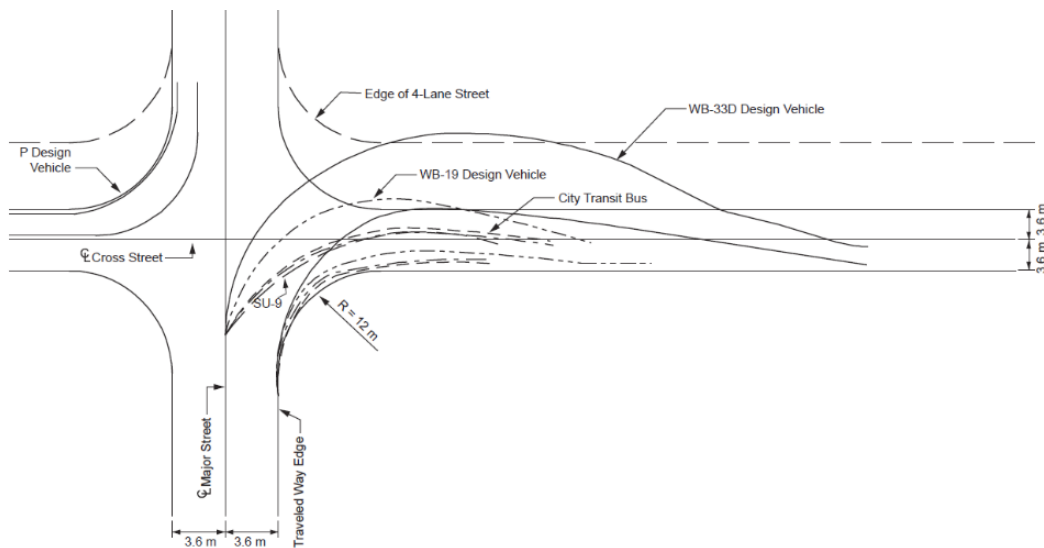 Edge of 4-Lane Street
WB-33D Design Vehicle
P Design
Vehicle
WB-19 Design Vehicle
City Transit Bus
℄ Cross Street
SU-9
R = 12 m
3.6 m
3.6 m
℄ Major Street
Traveled Way Edge
3.6 m
3.6 m